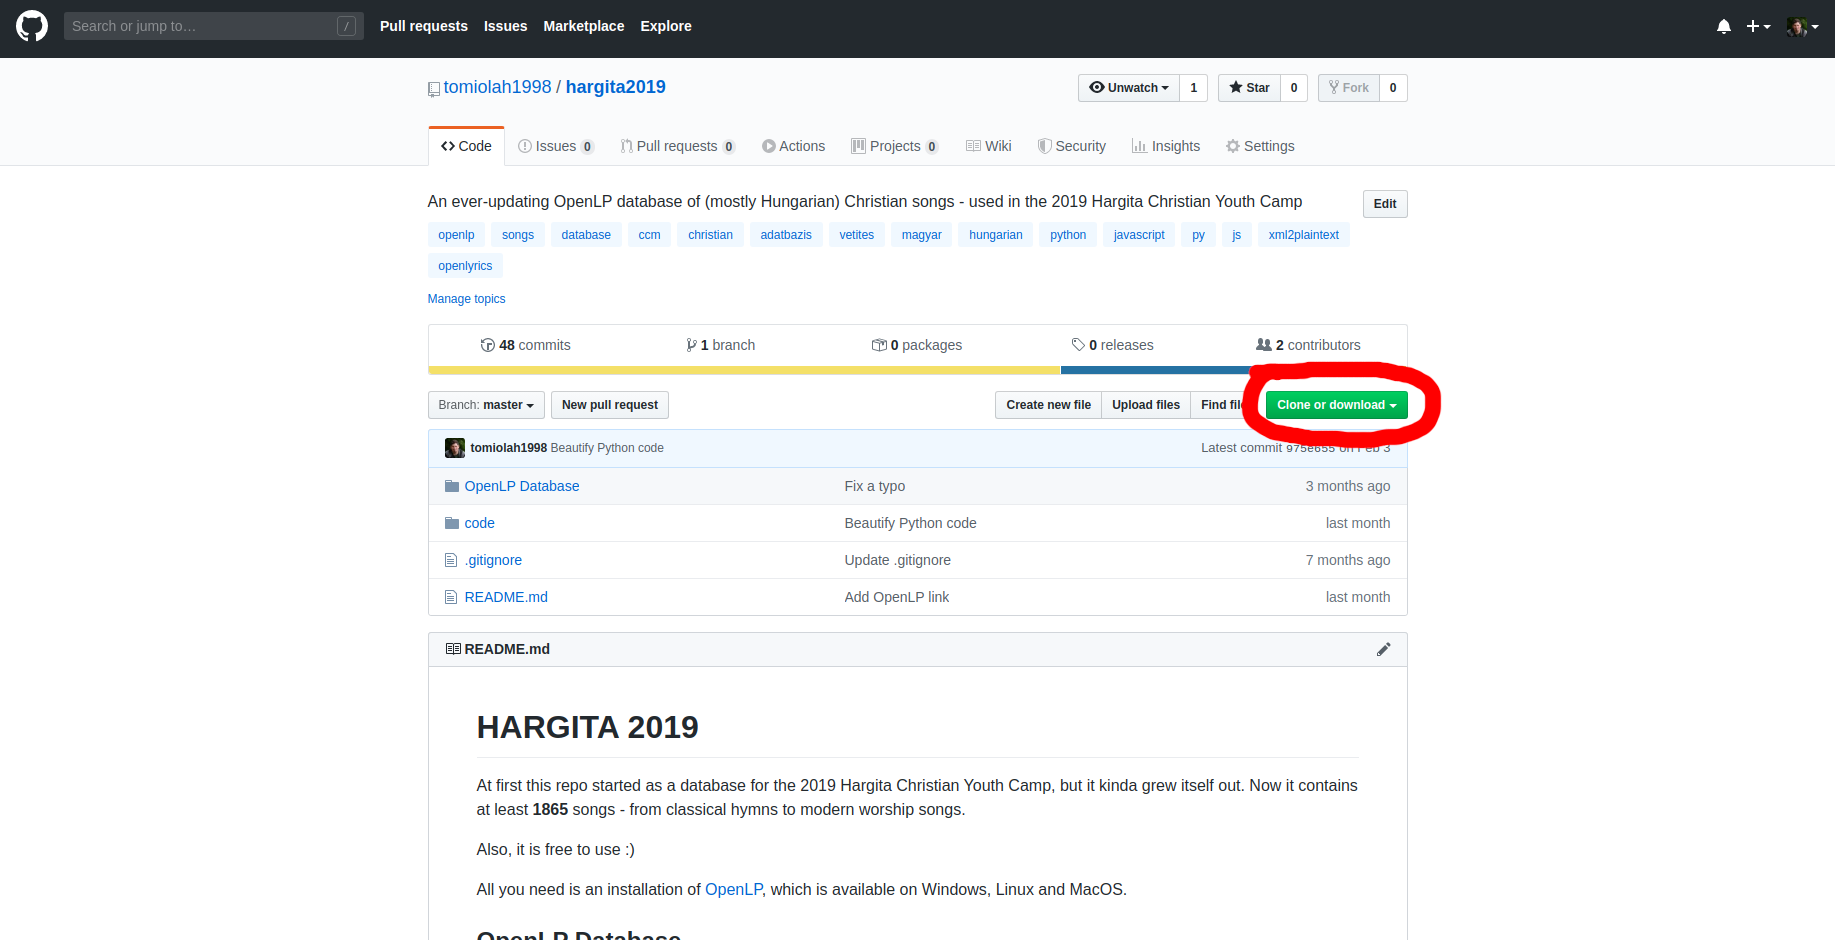 Search or jump to… / Pull requests Issues Marketplace Explore
tomiolah1998 / hargita2019 Unwatch 1 Star 0 Fork 0
Code Issues 0 Pull requests 0 Actions Projects 0 Wiki Security Insights Settings
An ever-updating OpenLP database of (mostly Hungarian) Christian songs - used in the 2019 Hargita Christian Youth Camp Edit
openlp songs database ccm christian adatbazis vetites magyar hungarian python javascript py js xml2plaintext
openlyrics
Manage topics
48 commits 1 branch 0 packages 0 releases 2 contributors
Branch: master New pull request Create new file Upload files Find Clone or download
tomiolah1998 Beautify Python code Latest commit 975e655 on Feb 3
OpenLP Database Fix a typo 3 months ago
code Beautify Python code last month
.gitignore Update .gitignore 7 months ago
README.md Add OpenLP link last month
README.md
HARGITA 2019
At first this repo started as a database for the 2019 Hargita Christian Youth Camp, but it kinda grew itself out. Now it contains
at least 1865 songs - from classical hymns to modern worship songs.
Also, it is free to use :)
All you need is an installation of OpenLP, which is available on Windows, Linux and MacOS.
OpenLP Database